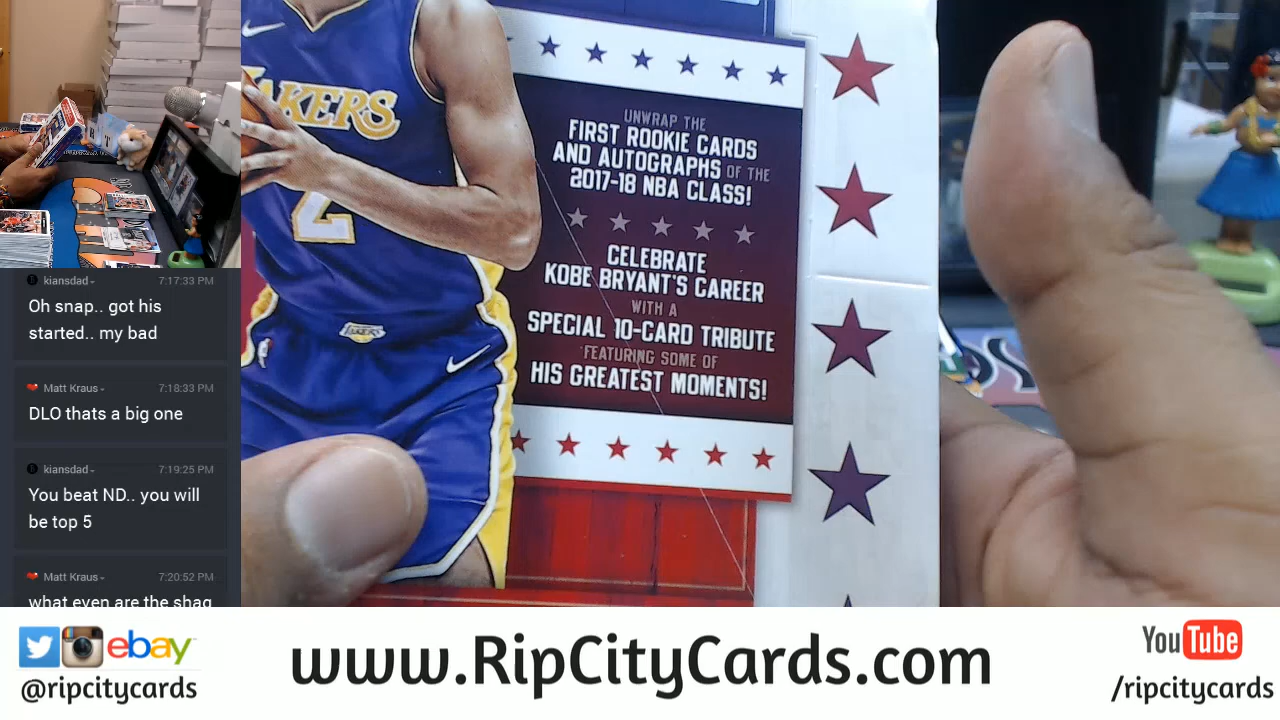 kiansdad
7:17:33 PM
Oh snap.. got his
started.. my bad
Matt Kraus
7:18:33 PM
DLO thats a big one
kiansdad
7:19:25 PM
You beat ND.. you will
be top 5
Matt Kraus
7:20:52 PM
what even are the shaq
LAKERS
2
UNWRAP THE
FIRST ROOKIE CARDS
AND AUTOGRAPHS OF THE
2017-18 NBA CLASS!
CELEBRATE
KOBE BRYANT'S CAREER
WITH A
SPECIAL 10-CARD TRIBUTE
FEATURING SOME OF
HIS GREATEST MOMENTS!
ebay
@ripcitycards
www.RipCityCards.com
YouTube
/ripcitycards